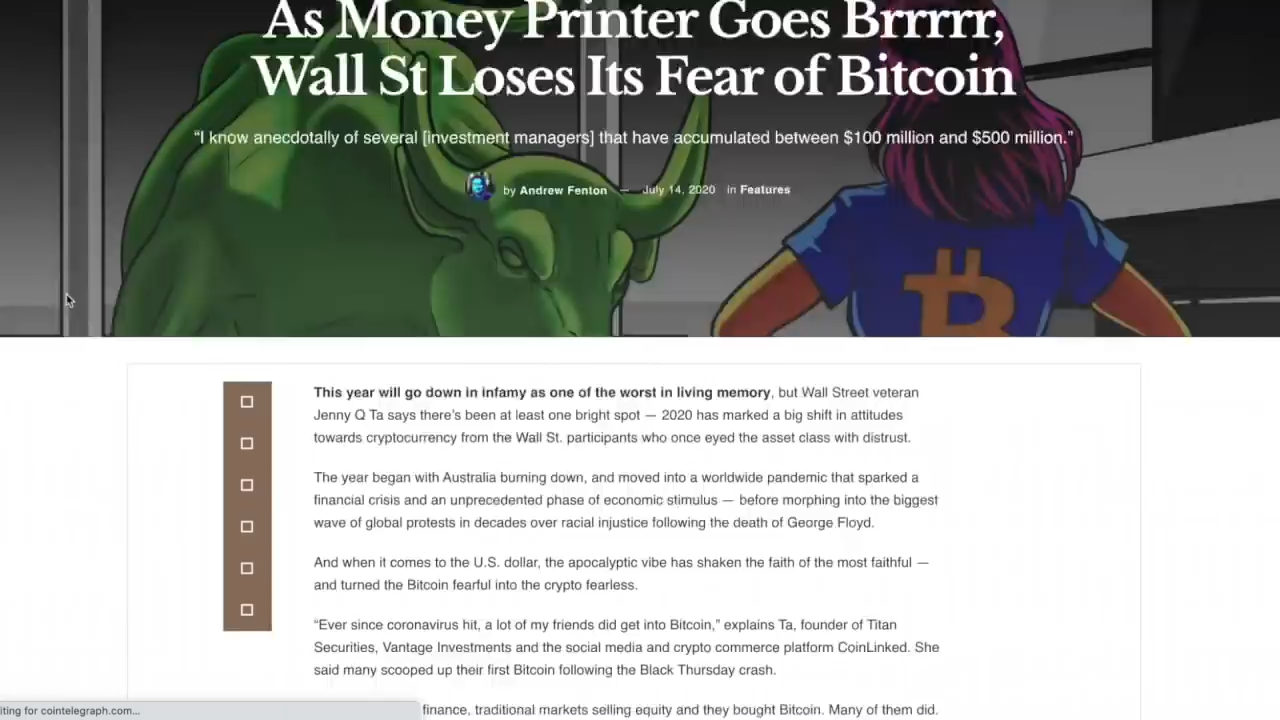 As Money Printer Goes Brrrrr,
Wall St Loses Its Fear of Bitcoin
“I know anecdotally of several [investment managers] that have accumulated between $100 million and $500 million.”
by Andrew Fenton — July 14, 2020 in Features
This year will go down in infamy as one of the worst in living memory, but Wall Street veteran
Jenny Q Ta says there’s been at least one bright spot — 2020 has marked a big shift in attitudes
towards cryptocurrency from the Wall St. participants who once eyed the asset class with distrust.
The year began with Australia burning down, and moved into a worldwide pandemic that sparked a
financial crisis and an unprecedented phase of economic stimulus — before morphing into the biggest
wave of global protests in decades over racial injustice following the death of George Floyd.
And when it comes to the U.S. dollar, the apocalyptic vibe has shaken the faith of the most faithful —
and turned the Bitcoin fearful into the crypto fearless.
“Ever since coronavirus hit, a lot of my friends did get into Bitcoin,” explains Ta, founder of Titan
Securities, Vantage Investments and the social media and crypto commerce platform CoinLinked. She
said many scooped up their first Bitcoin following the Black Thursday crash.
finance, traditional markets selling equity and they bought Bitcoin. Many of them did.
iting for cointelegraph.com...